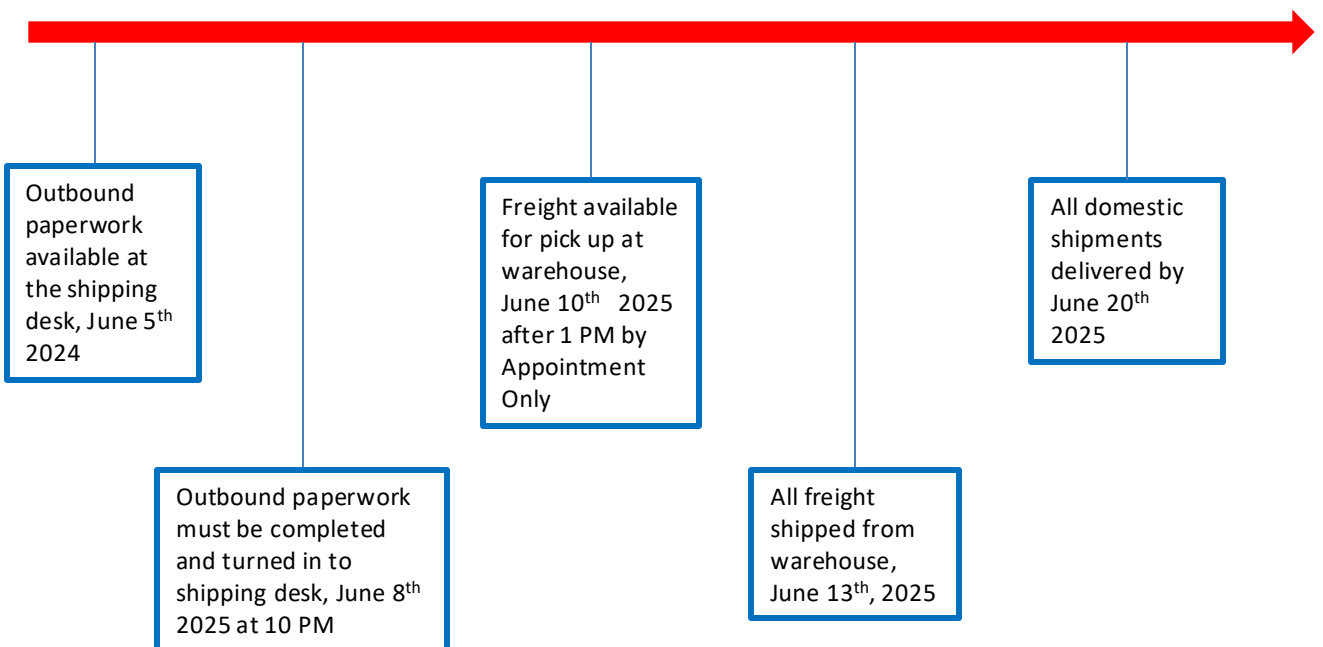 Outbound
paperwork
available at
the shipping
desk, June 5th
2024
Outbound paperwork
must be completed
and turned in to
shipping desk, June 8th
2025 at 10 PM
Freight available
for pick up at
warehouse,
June 10th 2025
after 1 PM by
Appointment
Only
All freight
shipped from
warehouse,
June 13th, 2025
All domestic
shipments
delivered by
June 20th
2025